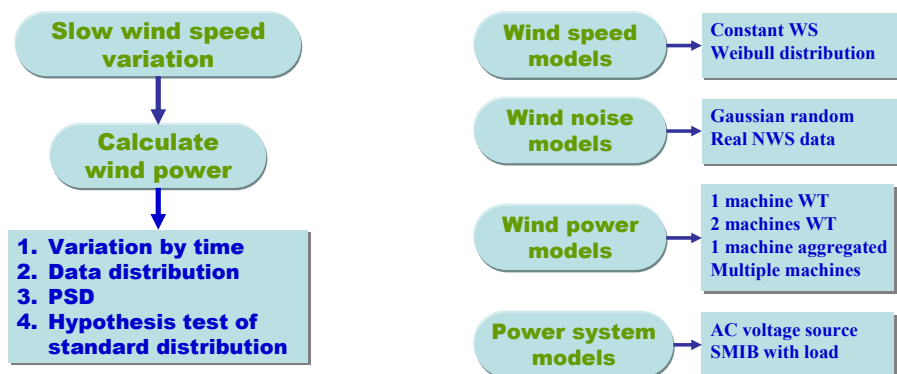 Slow wind speed
variation
Calculate
wind power
1. Variation by time
2. Data distribution
3. PSD
4. Hypothesis test of
standard distribution
Wind speed
models
Constant WS
Weibull distribution
Wind noise
models
Gaussian random
Real NWS data
Wind power
models
1 machine WT
2 machines WT
1 machine aggregated
Multiple machines
Power system
models
AC voltage source
SMIB with load